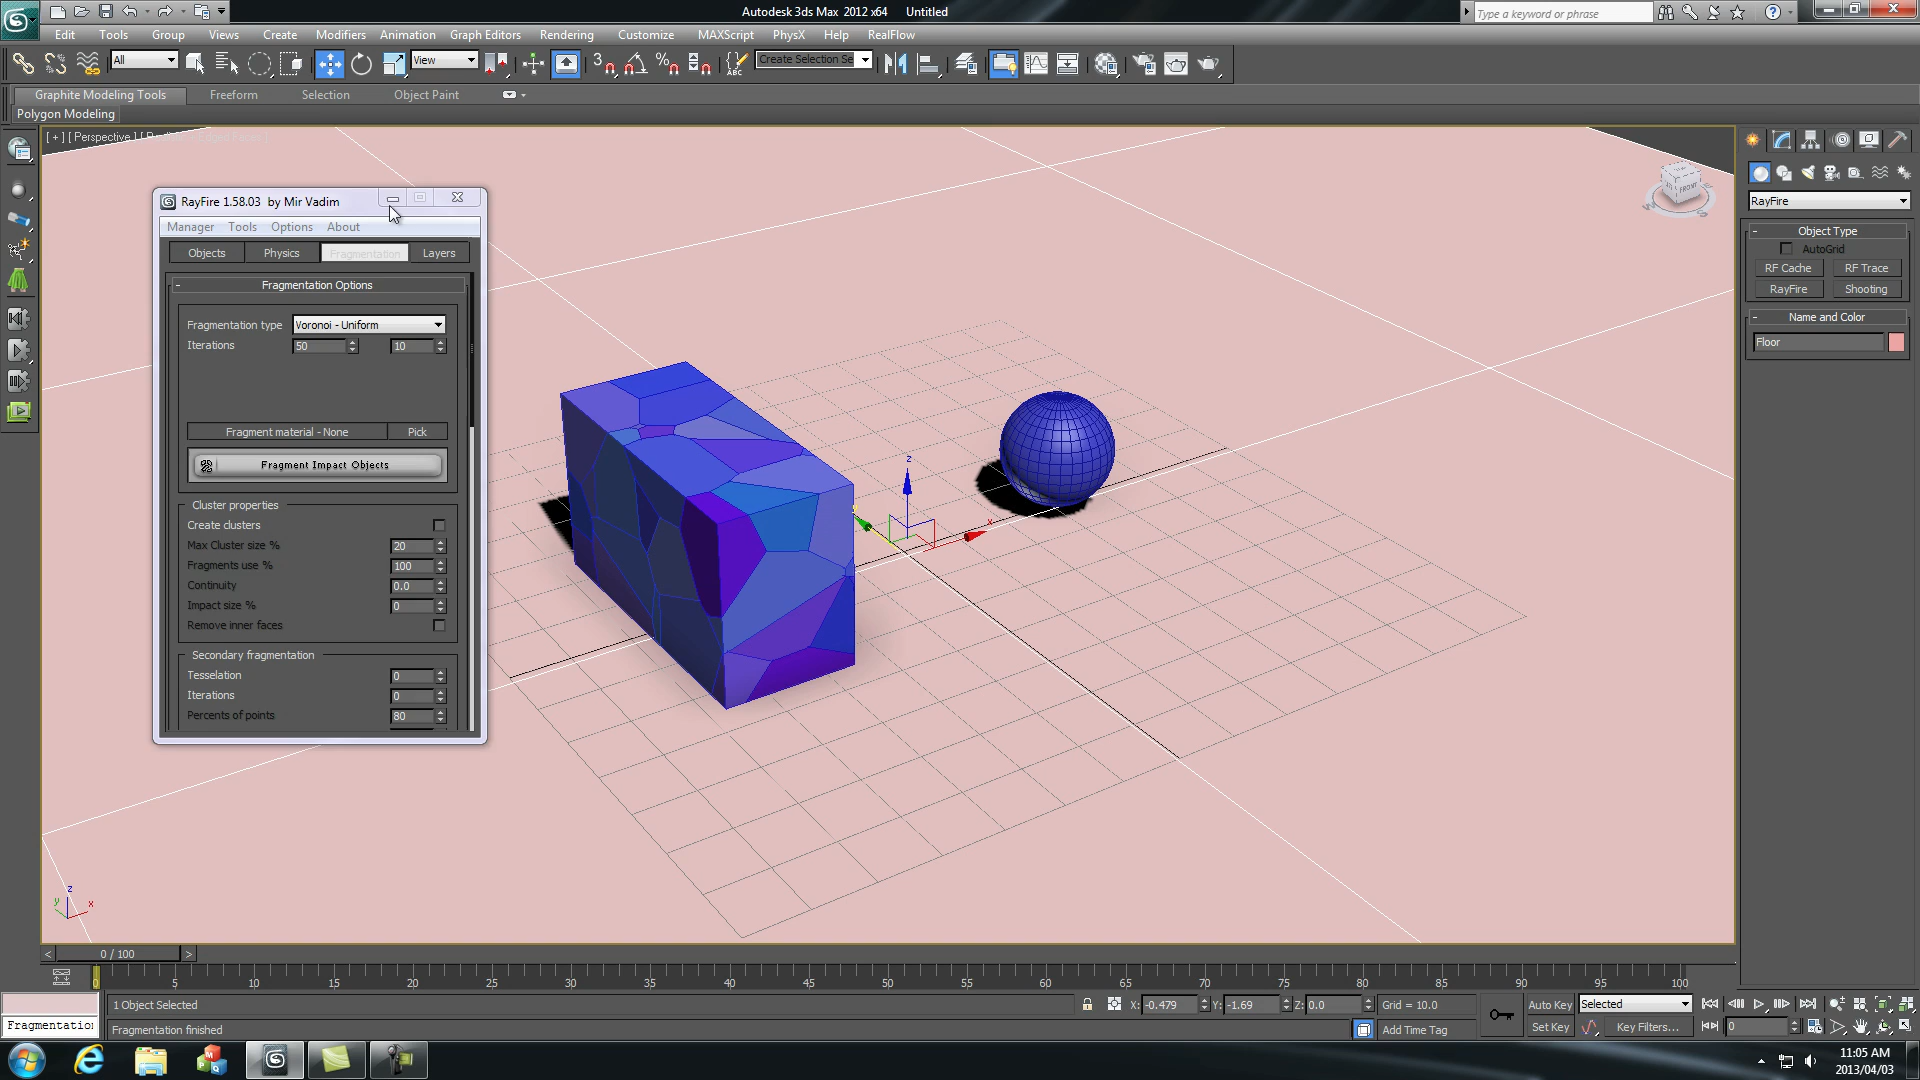 Autodesk 3ds Max 2012 x64 Untitled
Type a keyword or phrase
Edit Tools Group Views Create Modifiers Animation Graph Editors Rendering Customize MAXScript PhysX Help RealFlow
All View 3 % ABC Create Selection Se
Graphite Modeling Tools Freeform Selection Object Paint
Polygon Modeling
[ + ] [ Perspective ]
RayFire 1.58.03 by Mir Vadim
Manager Tools Options About
Objects Physics Fragmentation Layers
- Fragmentation Options
Fragmentation type Voronoi - Uniform
Iterations 50 10
Fragment material - None Pick
Fragment Impact Objects
Cluster properties
Create clusters
Max Cluster size % 20
Fragments use % 100
Continuity 0.0
Impact size % 0
Remove inner faces
Secondary fragmentation
Tesselation 0
Iterations 0
Percents of points 80
z
y
x
FRONT
RayFire
- Object Type
AutoGrid
RF Cache RF Trace
RayFire Shooting
- Name and Color
Floor
z
y x
< 0 / 100 >
0 5 10 15 20 25 30 35 40 45 50 55 60 65 70 75 80 85 90 95 100
1 Object Selected X: -0.479 Y: -1.69 Z: 0.0 Grid = 10.0 Auto Key Selected
Fragmentation finished Add Time Tag Set Key Key Filters... 0
11:05 AM
2013/04/03